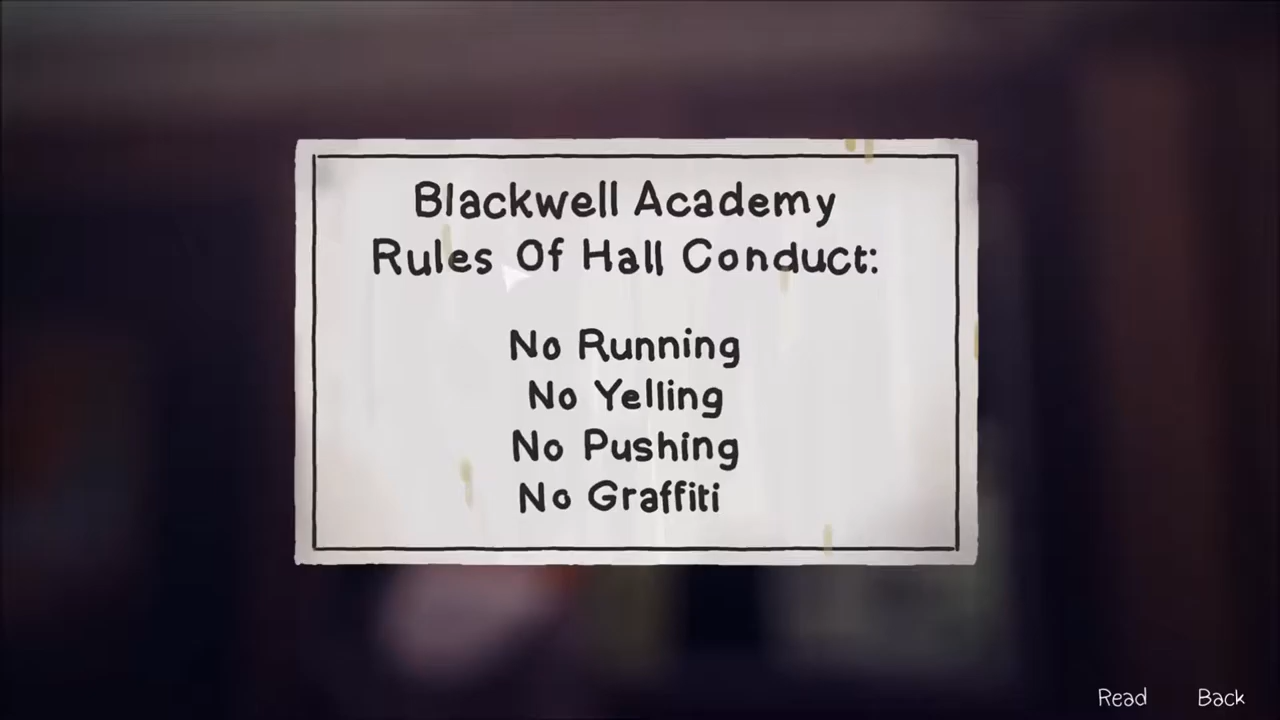 Blackwell Academy
Rules Of Hall Conduct:
No Running
No Yelling
No Pushing
No Graffiti
Read Back